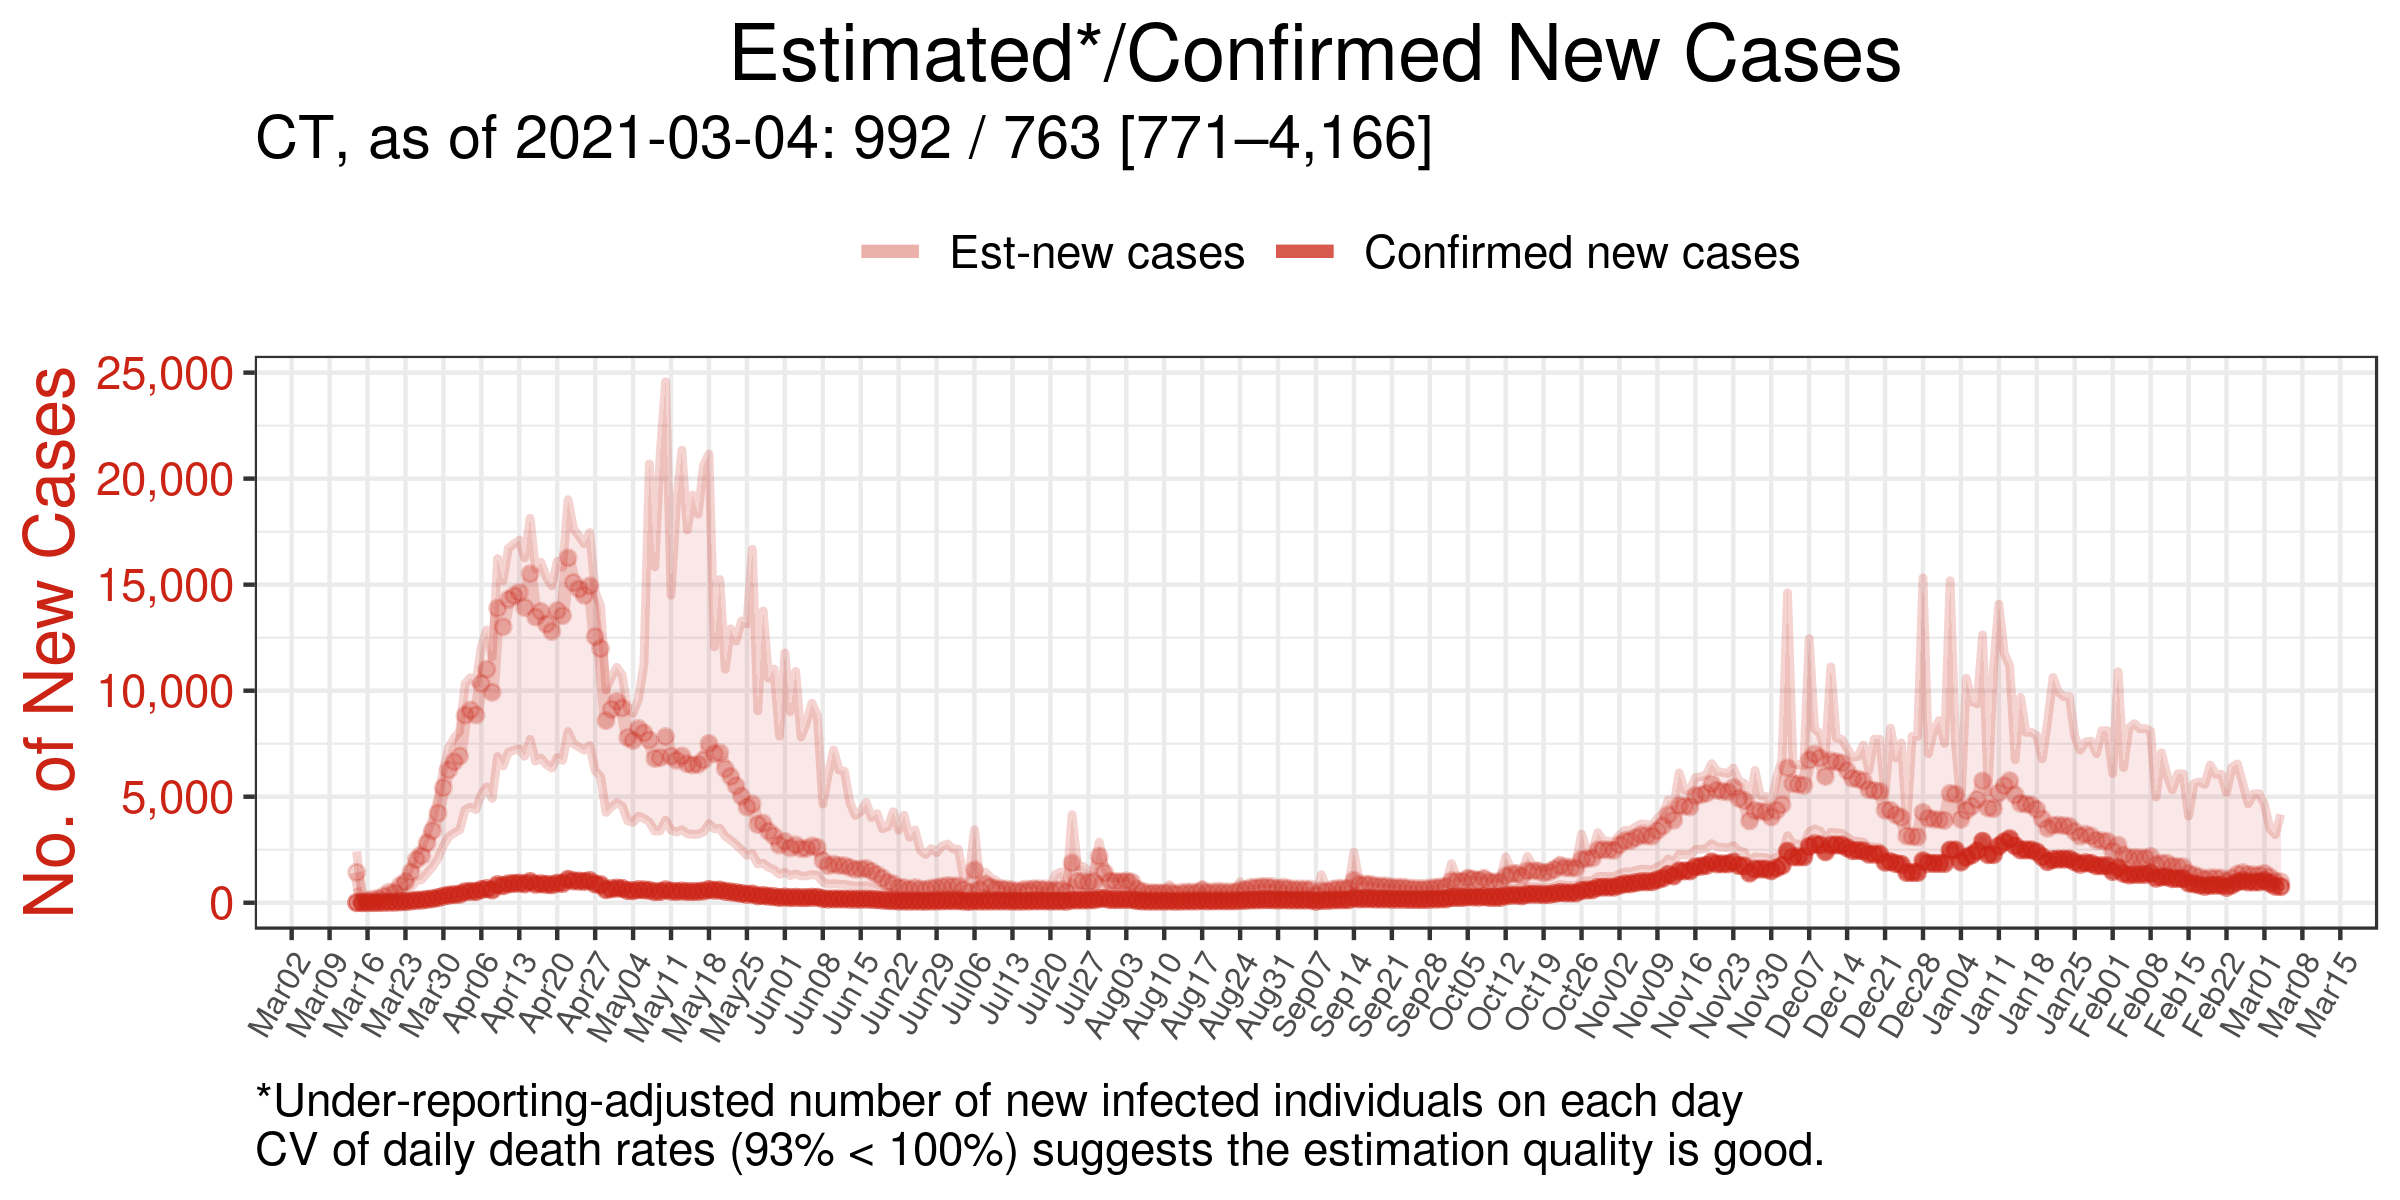 Estimated*/Confirmed New Cases
CT, as of 2021-03-04: 992 / 763 [771–4,166]
Est-new cases Confirmed new cases
No. of New Cases
25,000
20,000
15,000
10,000
5,000
0
Mar02 Mar09 Mar16 Mar23 Mar30 Apr06 Apr13 Apr20 Apr27 May04 May11 May18 May25 Jun01 Jun08 Jun15 Jun22 Jun29 Jul06 Jul13 Jul20 Jul27 Aug03 Aug10 Aug17 Aug24 Aug31 Sep07 Sep14 Sep21 Sep28 Oct05 Oct12 Oct19 Oct26 Nov02 Nov09 Nov16 Nov23 Nov30 Dec07 Dec14 Dec21 Dec28 Jan04 Jan11 Jan18 Jan25 Feb01 Feb08 Feb15 Feb22 Mar01 Mar08 Mar15
*Under-reporting-adjusted number of new infected individuals on each day
CV of daily death rates (93% < 100%) suggests the estimation quality is good.